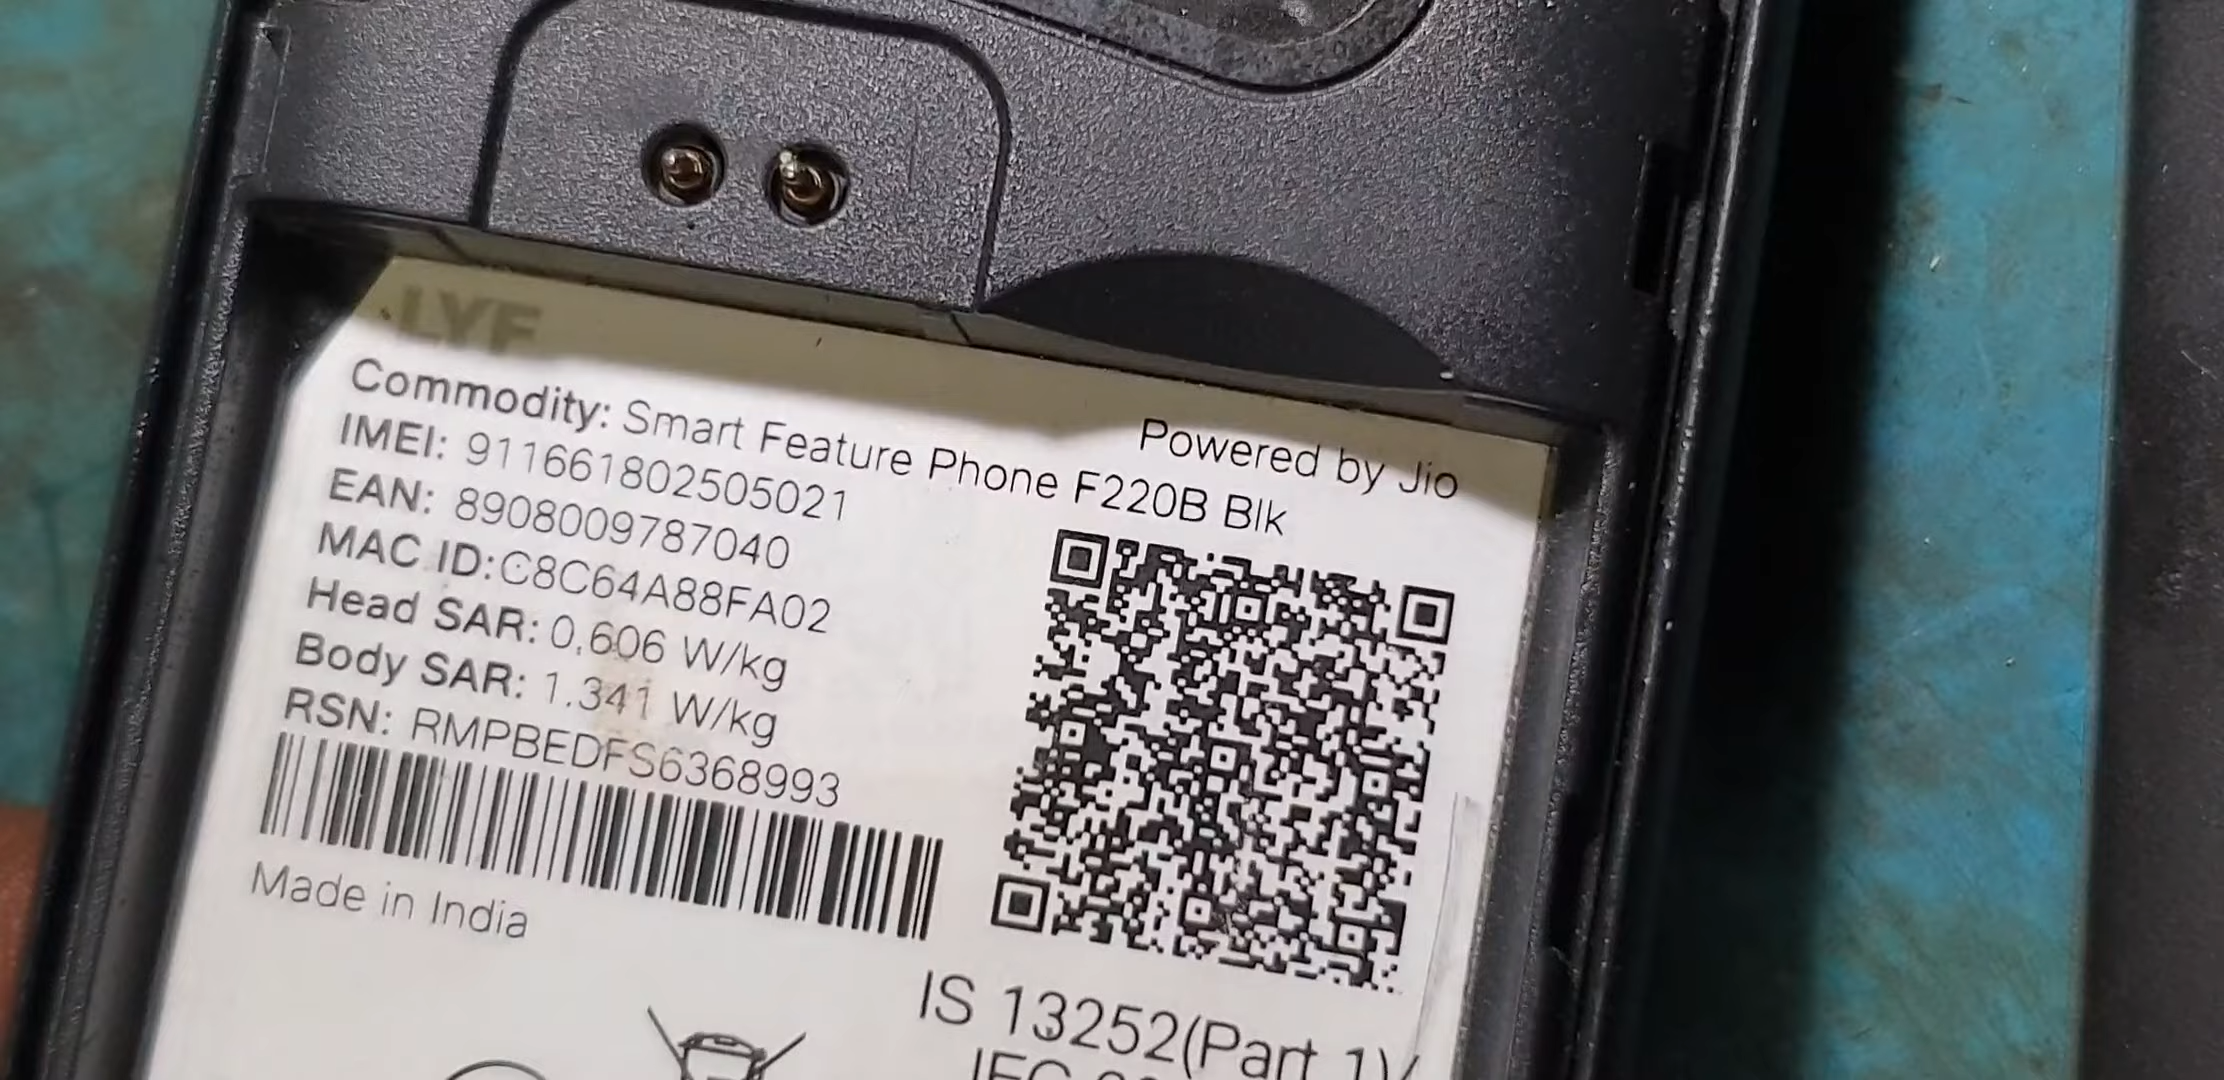 LYF
Powered by Jio
Commodity: Smart Feature Phone F220B Blk
IMEI: 911661802505021
EAN: 8908009787040
MAC ID:C8C64A88FA02
Head SAR: 0.606 W/kg
Body SAR: 1.341 W/kg
RSN: RMPBEDFS6368993
Made in India
IS 13252(Part 1)/
IEC